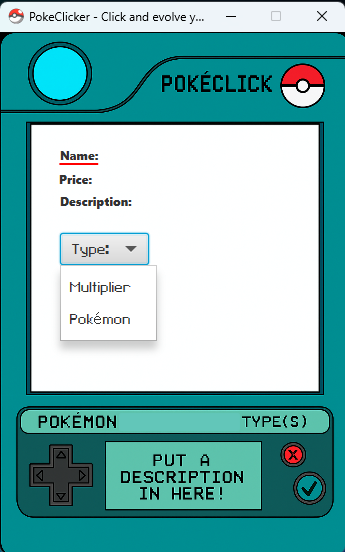 PokeClicker - Click and evolve y...
POKÉCLICK
Name:
Price:
Description:
Type:
Multiplier
Pokémon
POKÉMON TYPE(S)
PUT A
DESCRIPTION
IN HERE!